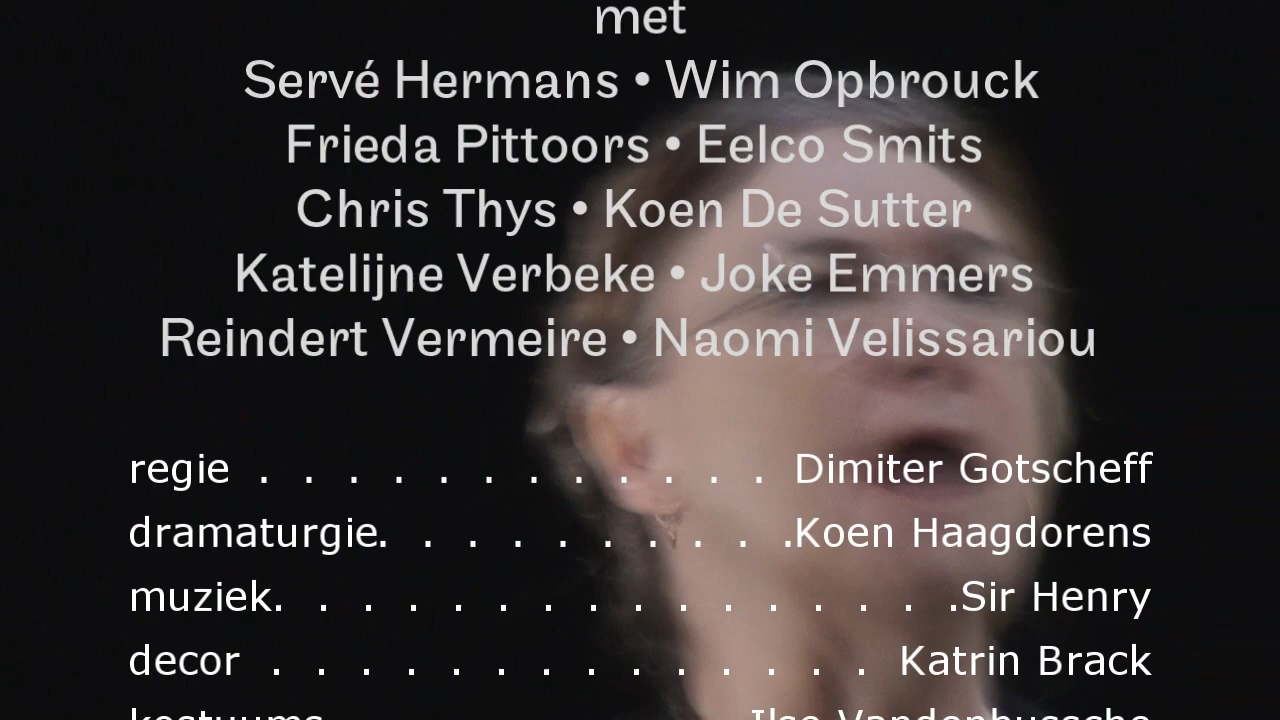 met
Servé Hermans • Wim Opbrouck
Frieda Pittoors • Eelco Smits
Chris Thys • Koen De Sutter
Katelijne Verbeke • Joke Emmers
Reindert Vermeire • Naomi Velissariou
regie . . . . . . . . . . . . Dimiter Gotscheff
dramaturgie. . . . . . . . . .Koen Haagdorens
muziek. . . . . . . . . . . . . . . .Sir Henry
decor . . . . . . . . . . . . . . Katrin Brack